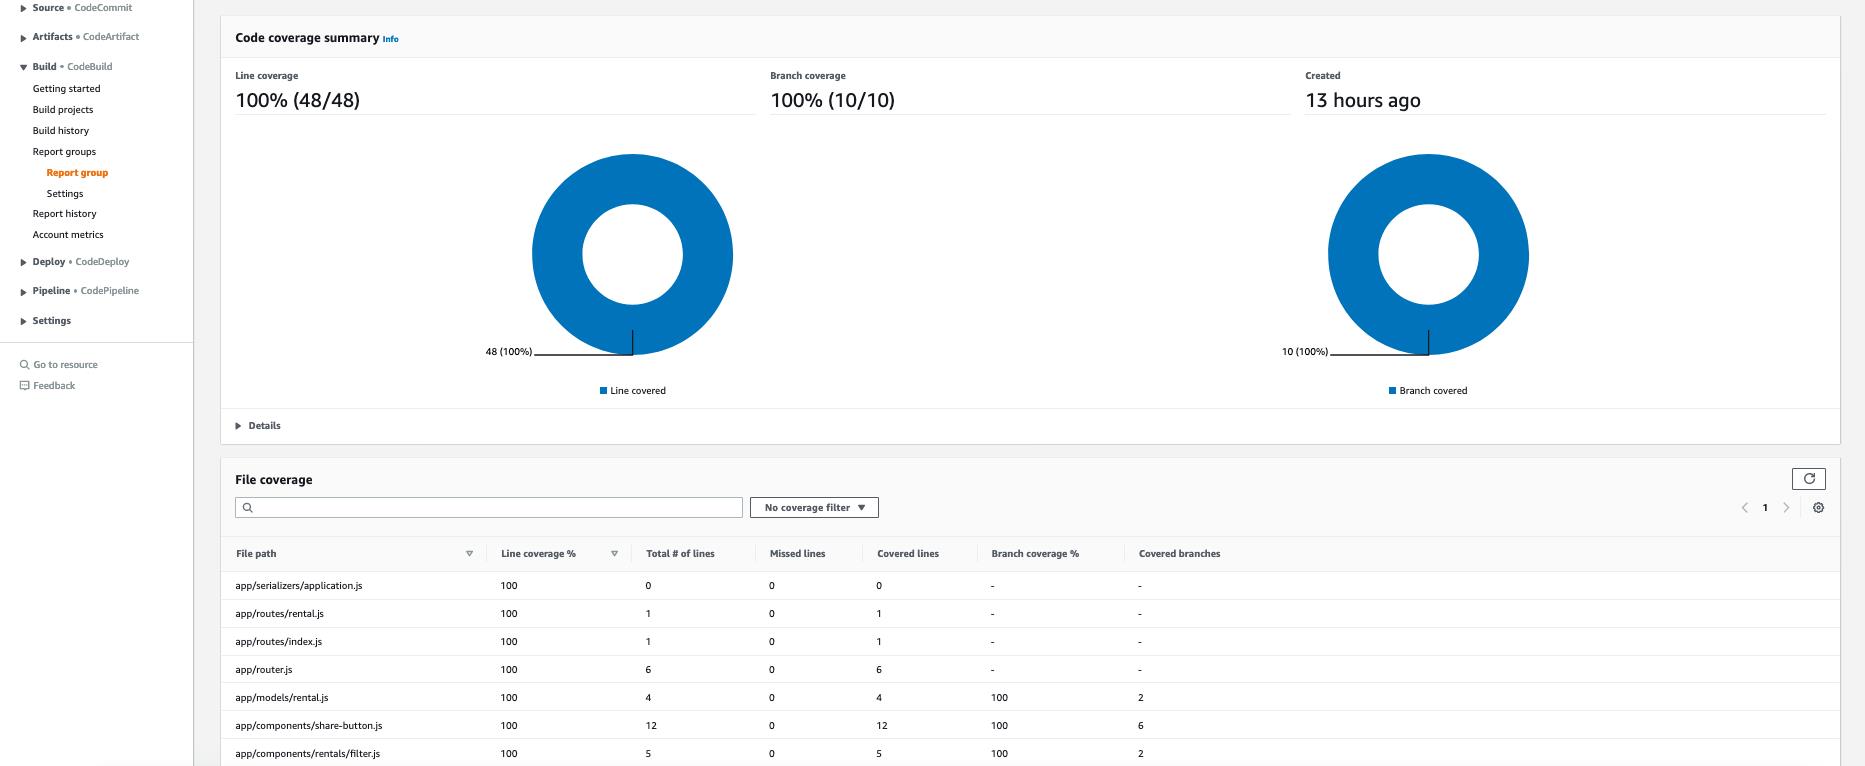 Source • CodeCommit
Artifacts • CodeArtifact
Build • CodeBuild
Getting started
Build projects
Build history
Report groups
Report group
Settings
Report history
Account metrics
Deploy • CodeDeploy
Pipeline • CodePipeline
Settings
Go to resource
Feedback
Code coverage summary Info
Line coverage
100% (48/48)
Branch coverage
100% (10/10)
Created
13 hours ago
48 (100%)
Line covered
10 (100%)
Branch covered
Details
File coverage
No coverage filter
1
File path Line coverage % Total # of lines Missed lines Covered lines Branch coverage % Covered branches
app/serializers/application.js 100 0 0 0 - -
app/routes/rental.js 100 1 0 1 - -
app/routes/index.js 100 1 0 1 - -
app/router.js 100 6 0 6 - -
app/models/rental.js 100 4 0 4 100 2
app/components/share-button.js 100 12 0 12 100 6
app/components/rentals/filter.js 100 5 0 5 100 2